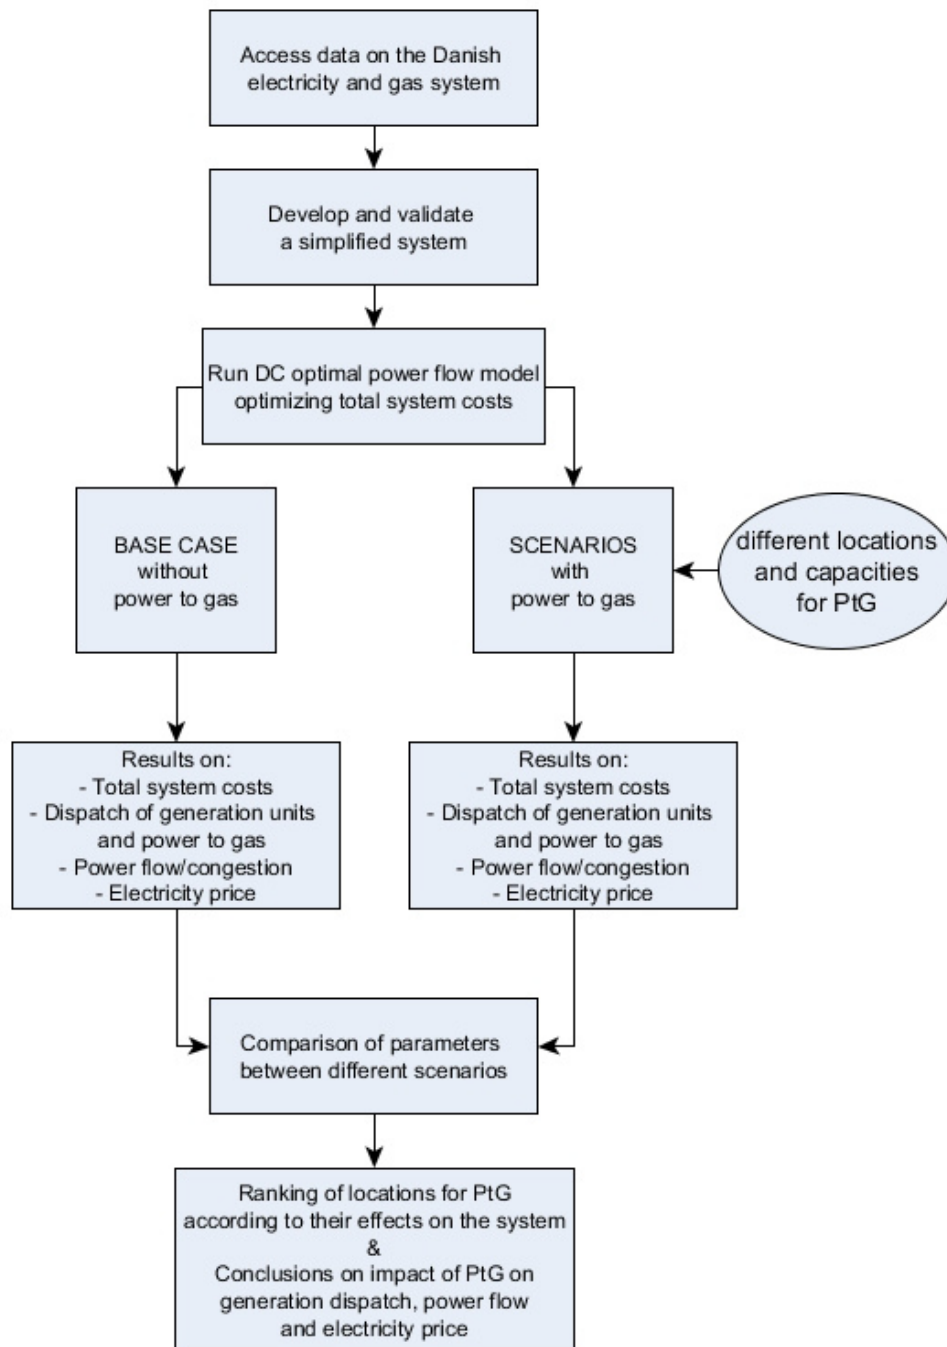 Access data on the Danish
electricity and gas system
Develop and validate
a simplified system
Run DC optimal power flow model
optimizing total system costs
BASE CASE
without
power to gas
SCENARIOS
with
power to gas
different locations
and capacities
for PtG
Results on:
- Total system costs
- Dispatch of generation units
and power to gas
- Power flow/congestion
- Electricity price
Results on:
- Total system costs
- Dispatch of generation units
and power to gas
- Power flow/congestion
- Electricity price
Comparison of parameters
between different scenarios
Ranking of locations for PtG
according to their effects on the system
&
Conclusions on impact of PtG on
generation dispatch, power flow
and electricity price